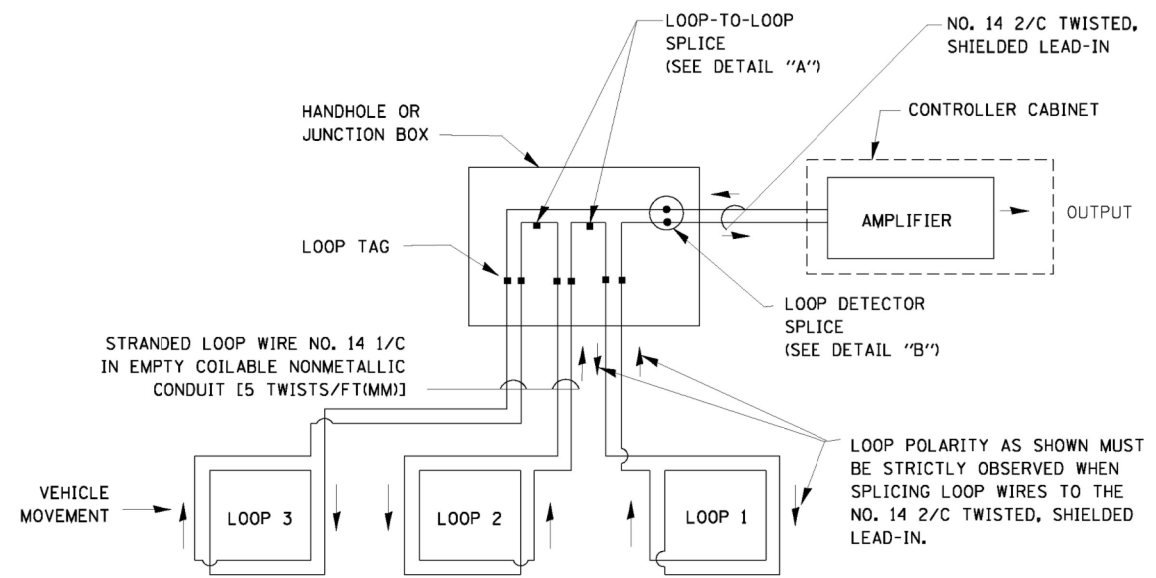 LOOP-TO-LOOP
SPLICE
(SEE DETAIL "A")
NO. 14 2/C TWISTED,
SHIELDED LEAD-IN
HANDHOLE OR
JUNCTION BOX
CONTROLLER CABINET
AMPLIFIER
OUTPUT
LOOP TAG
LOOP DETECTOR
SPLICE
(SEE DETAIL "B")
STRANDED LOOP WIRE NO. 14 1/C
IN EMPTY COILABLE NONMETALLIC
CONDUIT [5 TWISTS/FT(MM)]
LOOP POLARITY AS SHOWN MUST
BE STRICTLY OBSERVED WHEN
SPLICING LOOP WIRES TO THE
NO. 14 2/C TWISTED, SHIELDED
LEAD-IN.
VEHICLE
MOVEMENT
LOOP 3
LOOP 2
LOOP 1